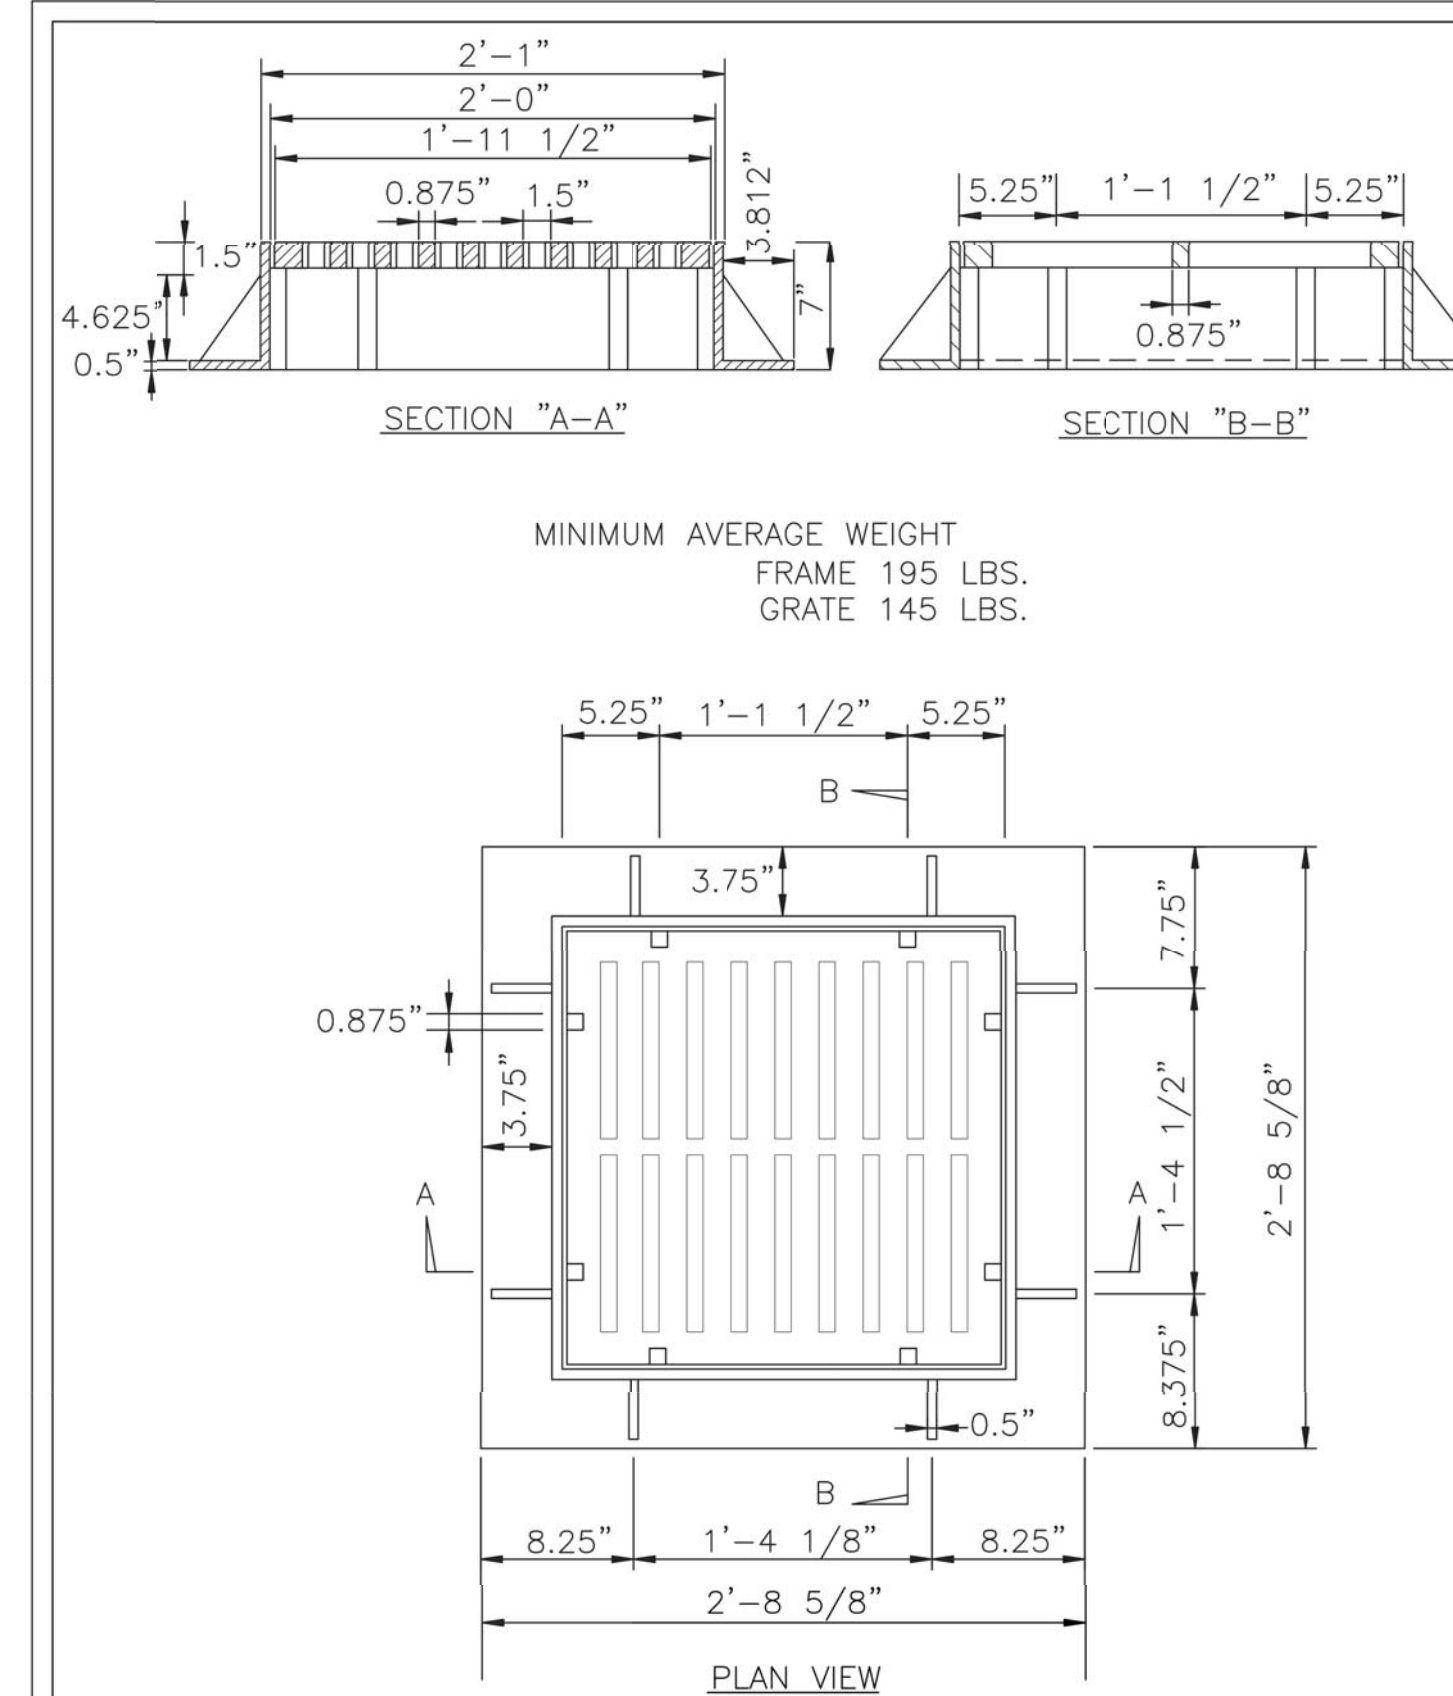 2’-1”
2’-0”
1’-11 1/2”
0.875”
1.5”
3.812”
1.5”
4.625”
0.5”
7”
SECTION ”A-A”
5.25”
1’-1 1/2”
5.25”
0.875”
SECTION ”B-B”
MINIMUM AVERAGE WEIGHT
FRAME 195 LBS.
GRATE 145 LBS.
5.25”
1’-1 1/2”
5.25”
B
3.75”
7.75”
0.875”
3.75”
1’-4 1/2”
2’-8 5/8”
A
A
8.375”
0.5”
B
8.25”
1’-4 1/8”
8.25”
2’-8 5/8”
PLAN VIEW